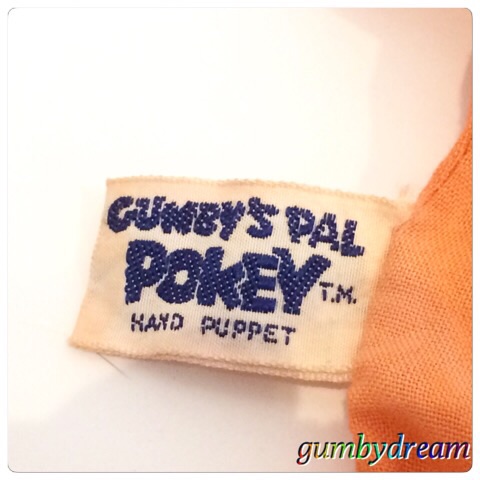 GUMBY'S PAL
POKEY T.M.
HAND PUPPET
gumbydream